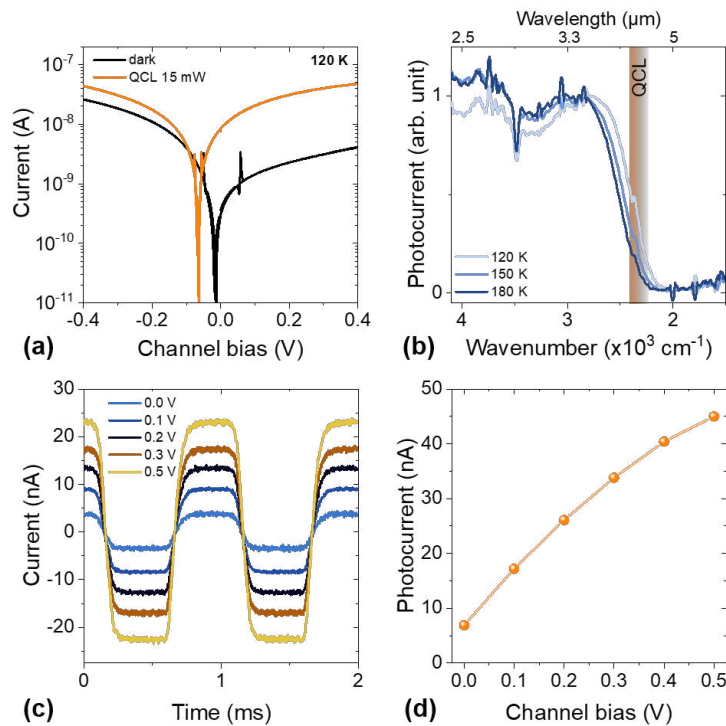 dark
QCL 15 mW
120 K
10⁻⁷
10⁻⁸
10⁻⁹
10⁻¹⁰
10⁻¹¹
Current (A)
-0.4 -0.2 0.0 0.2 0.4
Channel bias (V)
(a)
Wavelength (μm)
2.5 3.3 5
QCL
120 K
150 K
180 K
1
0
Photocurrent (arb. unit)
4 3 2
Wavenumber (x10³ cm⁻¹)
(b)
0.0 V
0.1 V
0.2 V
0.3 V
0.5 V
30
20
10
0
-10
-20
Current (nA)
0 1 2
Time (ms)
(c)
50
40
30
20
10
0
Photocurrent (nA)
0.0 0.1 0.2 0.3 0.4 0.5
Channel bias (V)
(d)